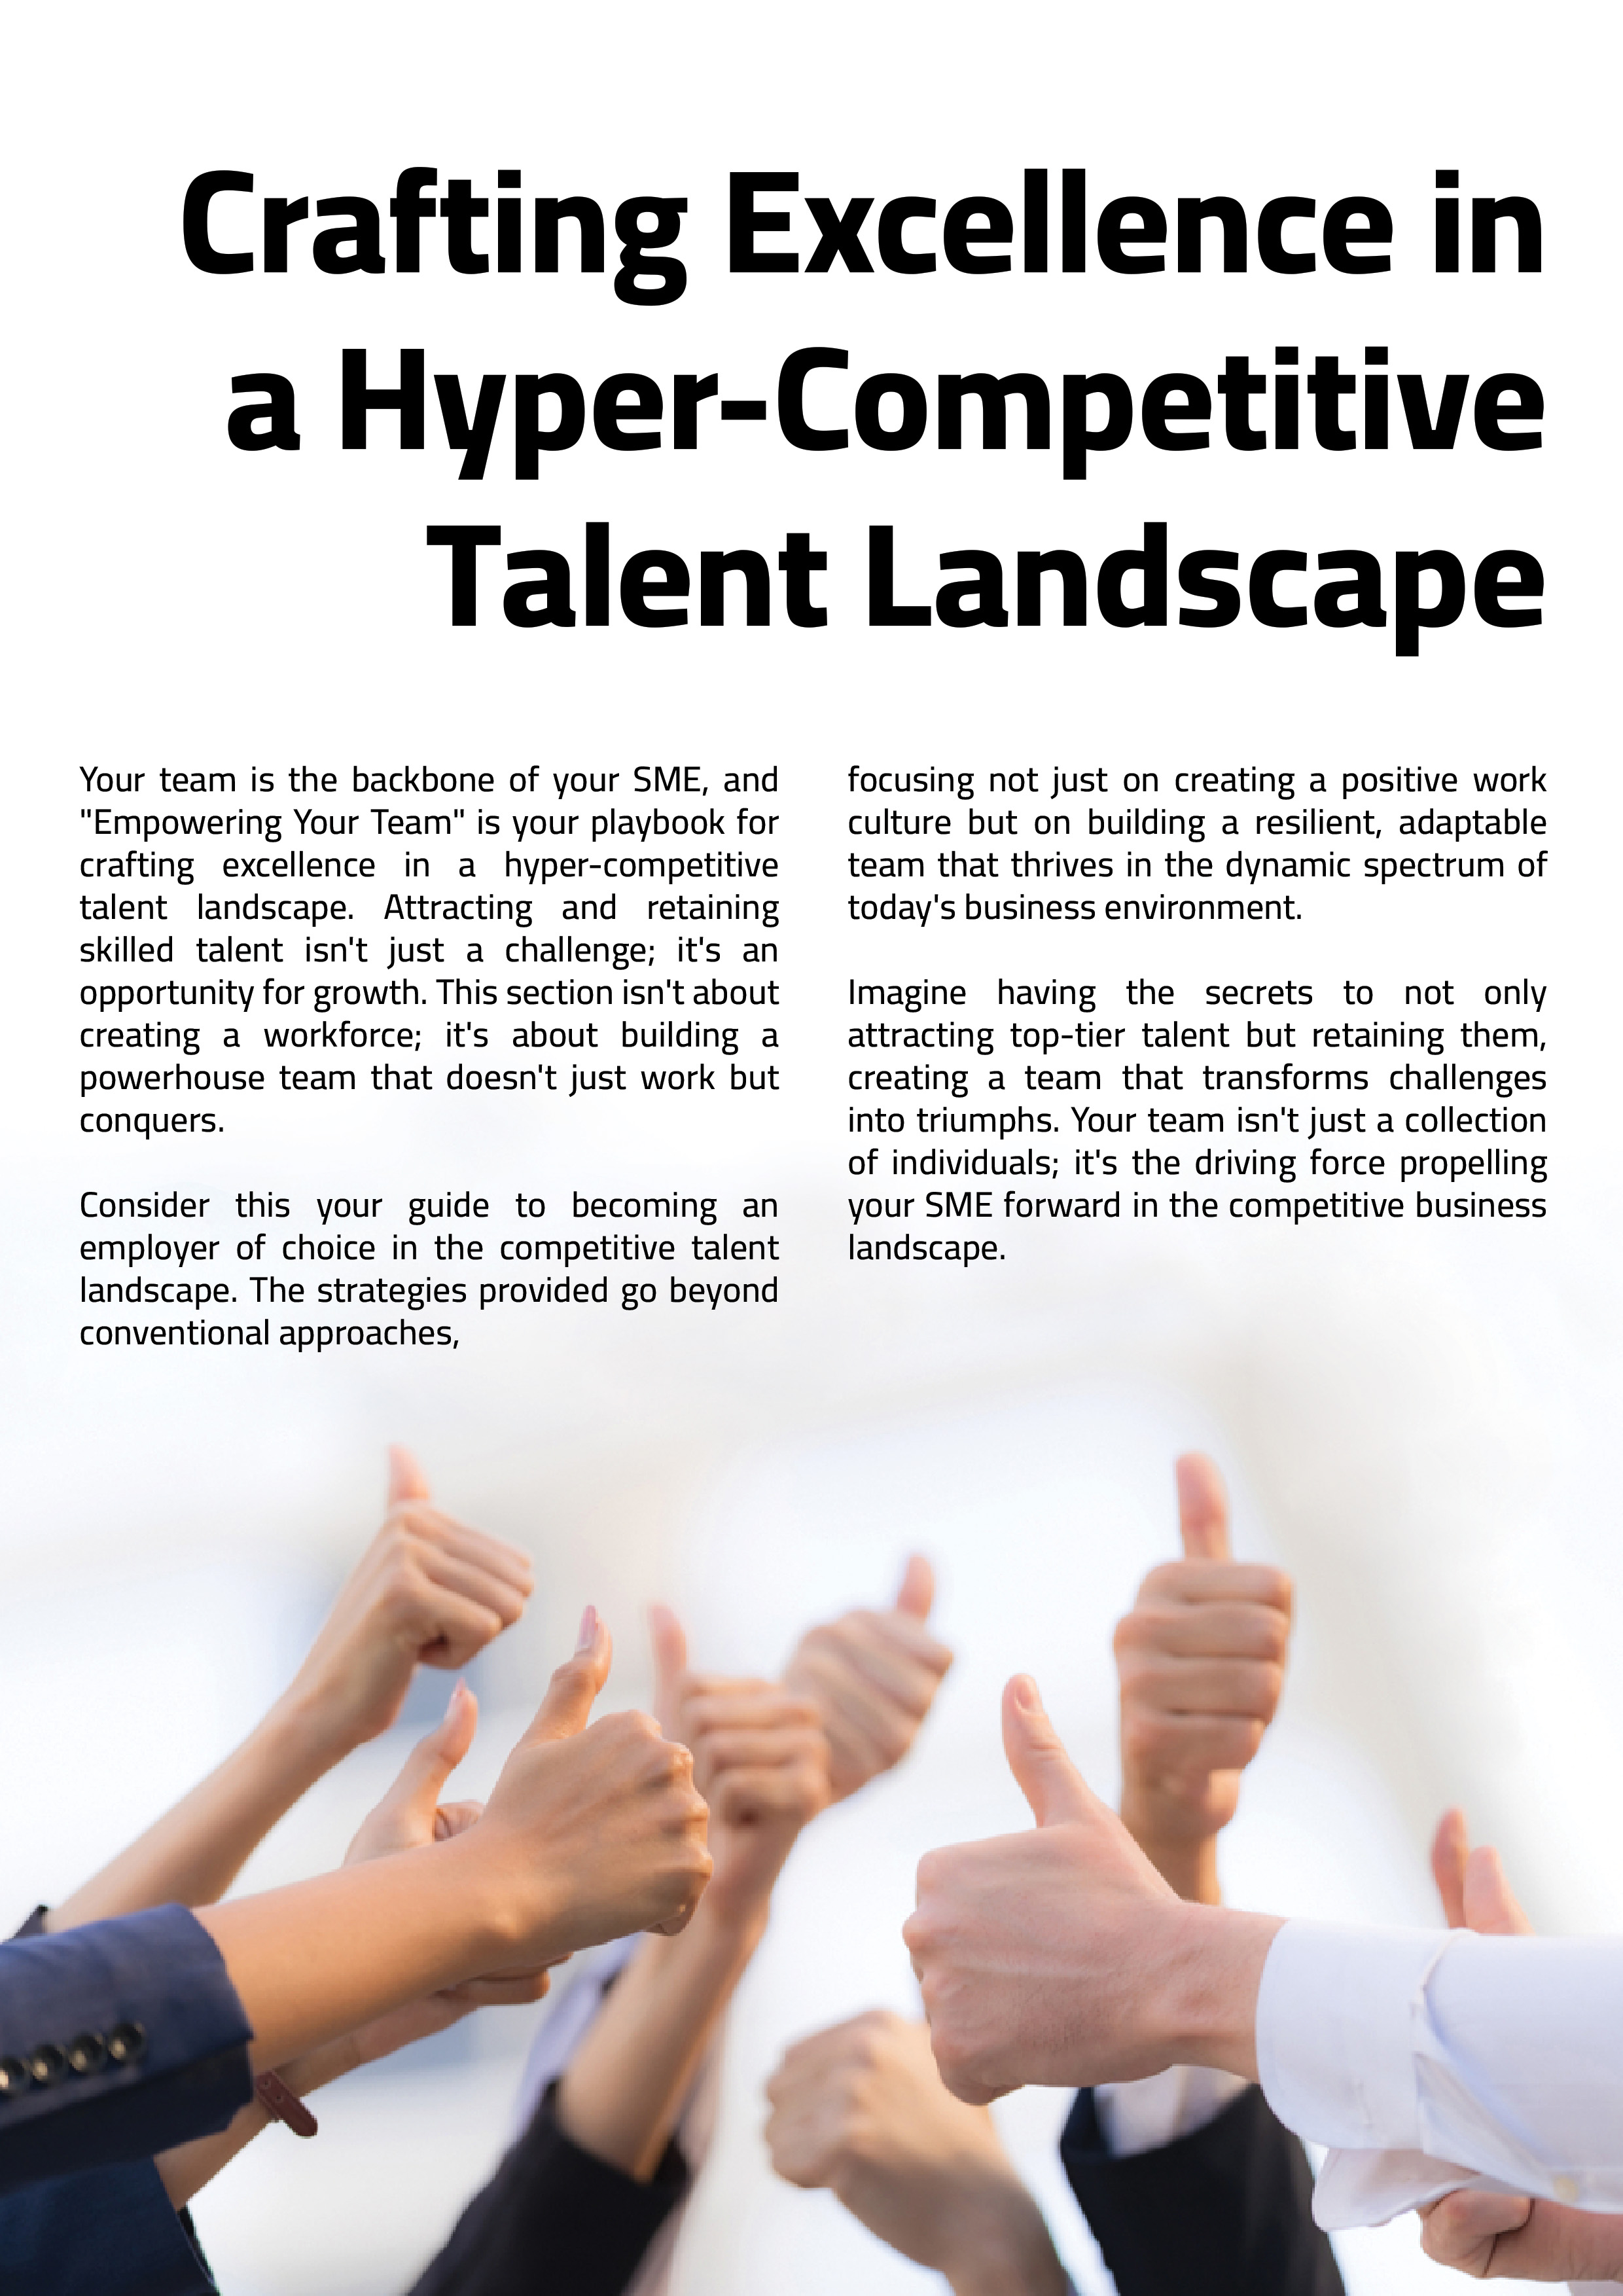 Crafting Excellence in
a Hyper-Competitive
Talent Landscape
Your team is the backbone of your SME, and
"Empowering Your Team" is your playbook for
crafting excellence in a hyper-competitive
talent landscape. Attracting and retaining
skilled talent isn't just a challenge; it's an
opportunity for growth. This section isn't about
creating a workforce; it's about building a
powerhouse team that doesn't just work but
conquers.
Consider this your guide to becoming an
employer of choice in the competitive talent
landscape. The strategies provided go beyond
conventional approaches,
focusing not just on creating a positive work
culture but on building a resilient, adaptable
team that thrives in the dynamic spectrum of
today's business environment.
Imagine having the secrets to not only
attracting top-tier talent but retaining them,
creating a team that transforms challenges
into triumphs. Your team isn't just a collection
of individuals; it's the driving force propelling
your SME forward in the competitive business
landscape.